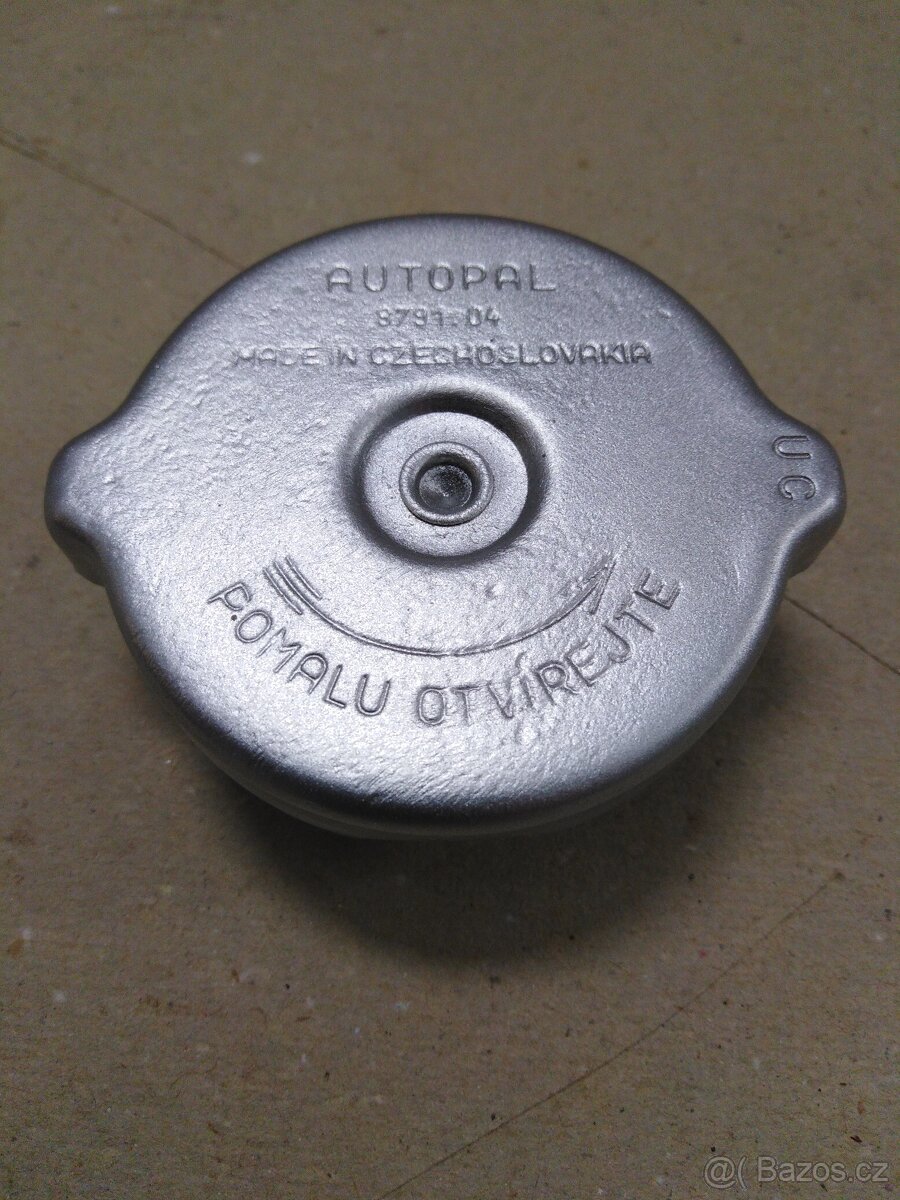 AUTOPAL
8791.04
MADE IN CZECHOSLOVAKIA
UC
POMALU OTVÍREJTE
@( Bazos.cz